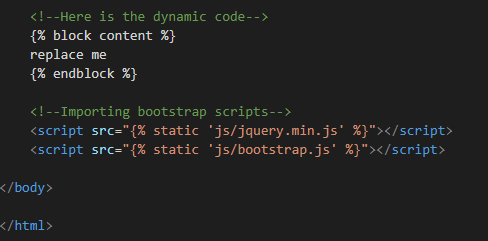 <!--Here is the dynamic code-->
{% block content %}
replace me
{% endblock %}
<!--Importing bootstrap scripts-->
<script src="{% static 'js/jquery.min.js' %}"></script>
<script src="{% static 'js/bootstrap.js' %}"></script>
</body>
</html>